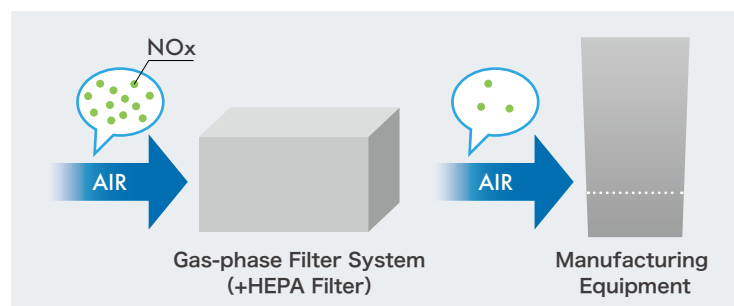 NOx
AIR
AIR
Gas-phase Filter System
(+HEPA Filter)
Manufacturing
Equipment